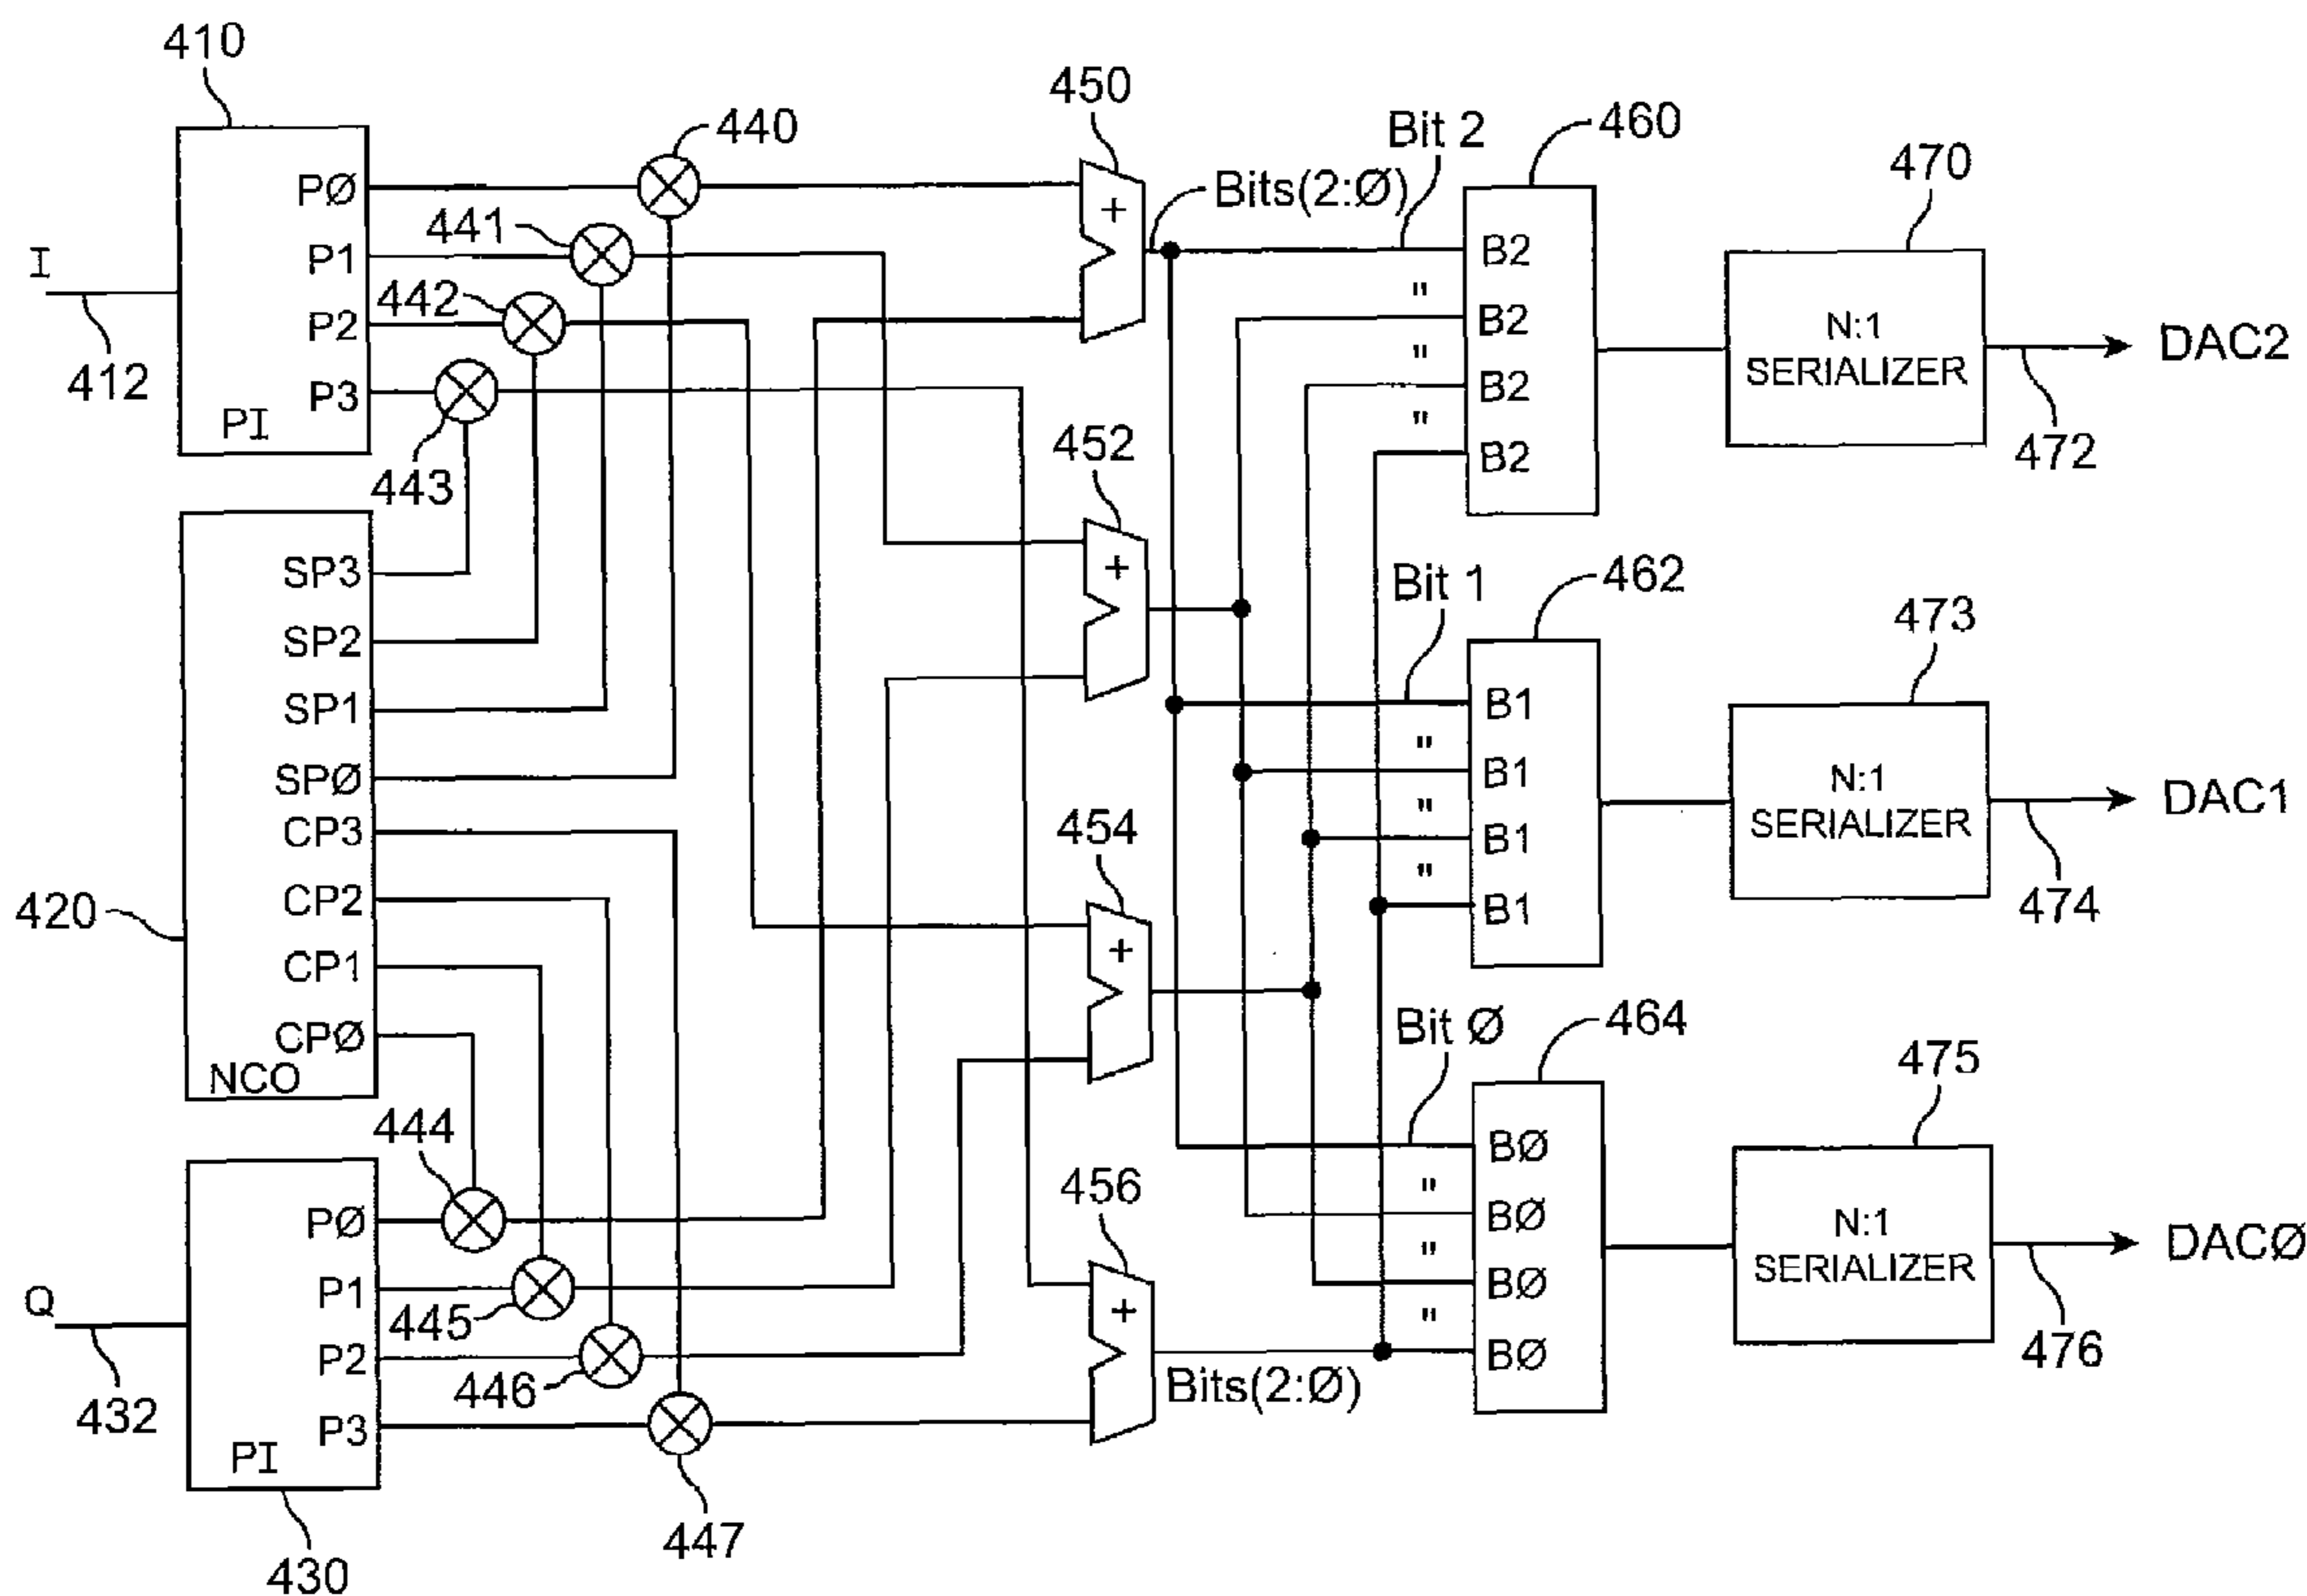 410
440
450
Bit 2
460
470
PØ
Bits(2:Ø)
441
+
I
P1
B2
442
"
N:1
P2
B2
SERIALIZER
DAC2
412
"
P3
B2
PI
"
443
452
B2
472
SP3
+
Bit 1
462
473
SP2
SP1
B1
"
SPØ
B1
N:1
CP3
454
"
SERIALIZER
DAC1
B1
CP2
"
420
B1
474
+
CP1
Bit Ø
464
CPØ
475
NCO
444
BØ
456
"
PØ
BØ
N:1
"
SERIALIZER
DACØ
Q
P1
+
BØ
445
"
P2
BØ
476
446
Bits(2:Ø)
432
P3
PI
447
430